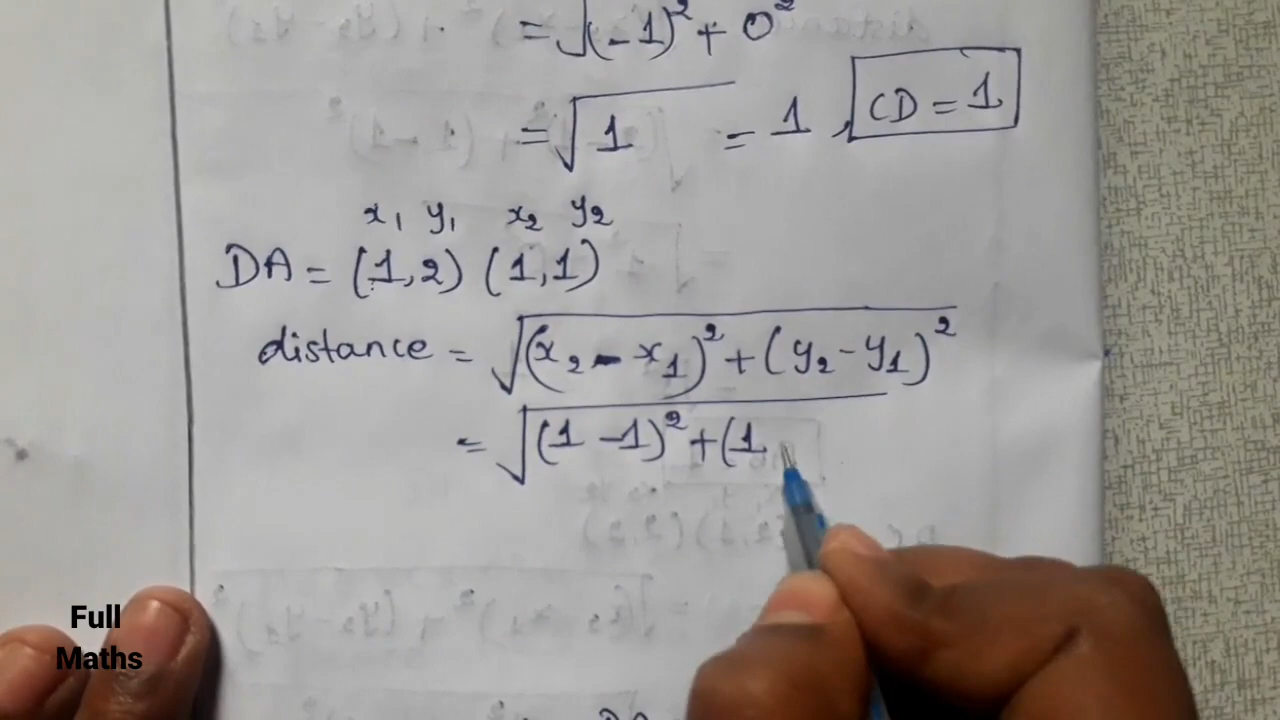 = √(-1)² + 0²
= √1 = 1, CD = 1
x₁ y₁ x₂ y₂
DA = (1,2) (1,1)
distance = √(x₂ - x₁)² + (y₂ - y₁)²
= √(1 - 1)² + (1
Full
Maths